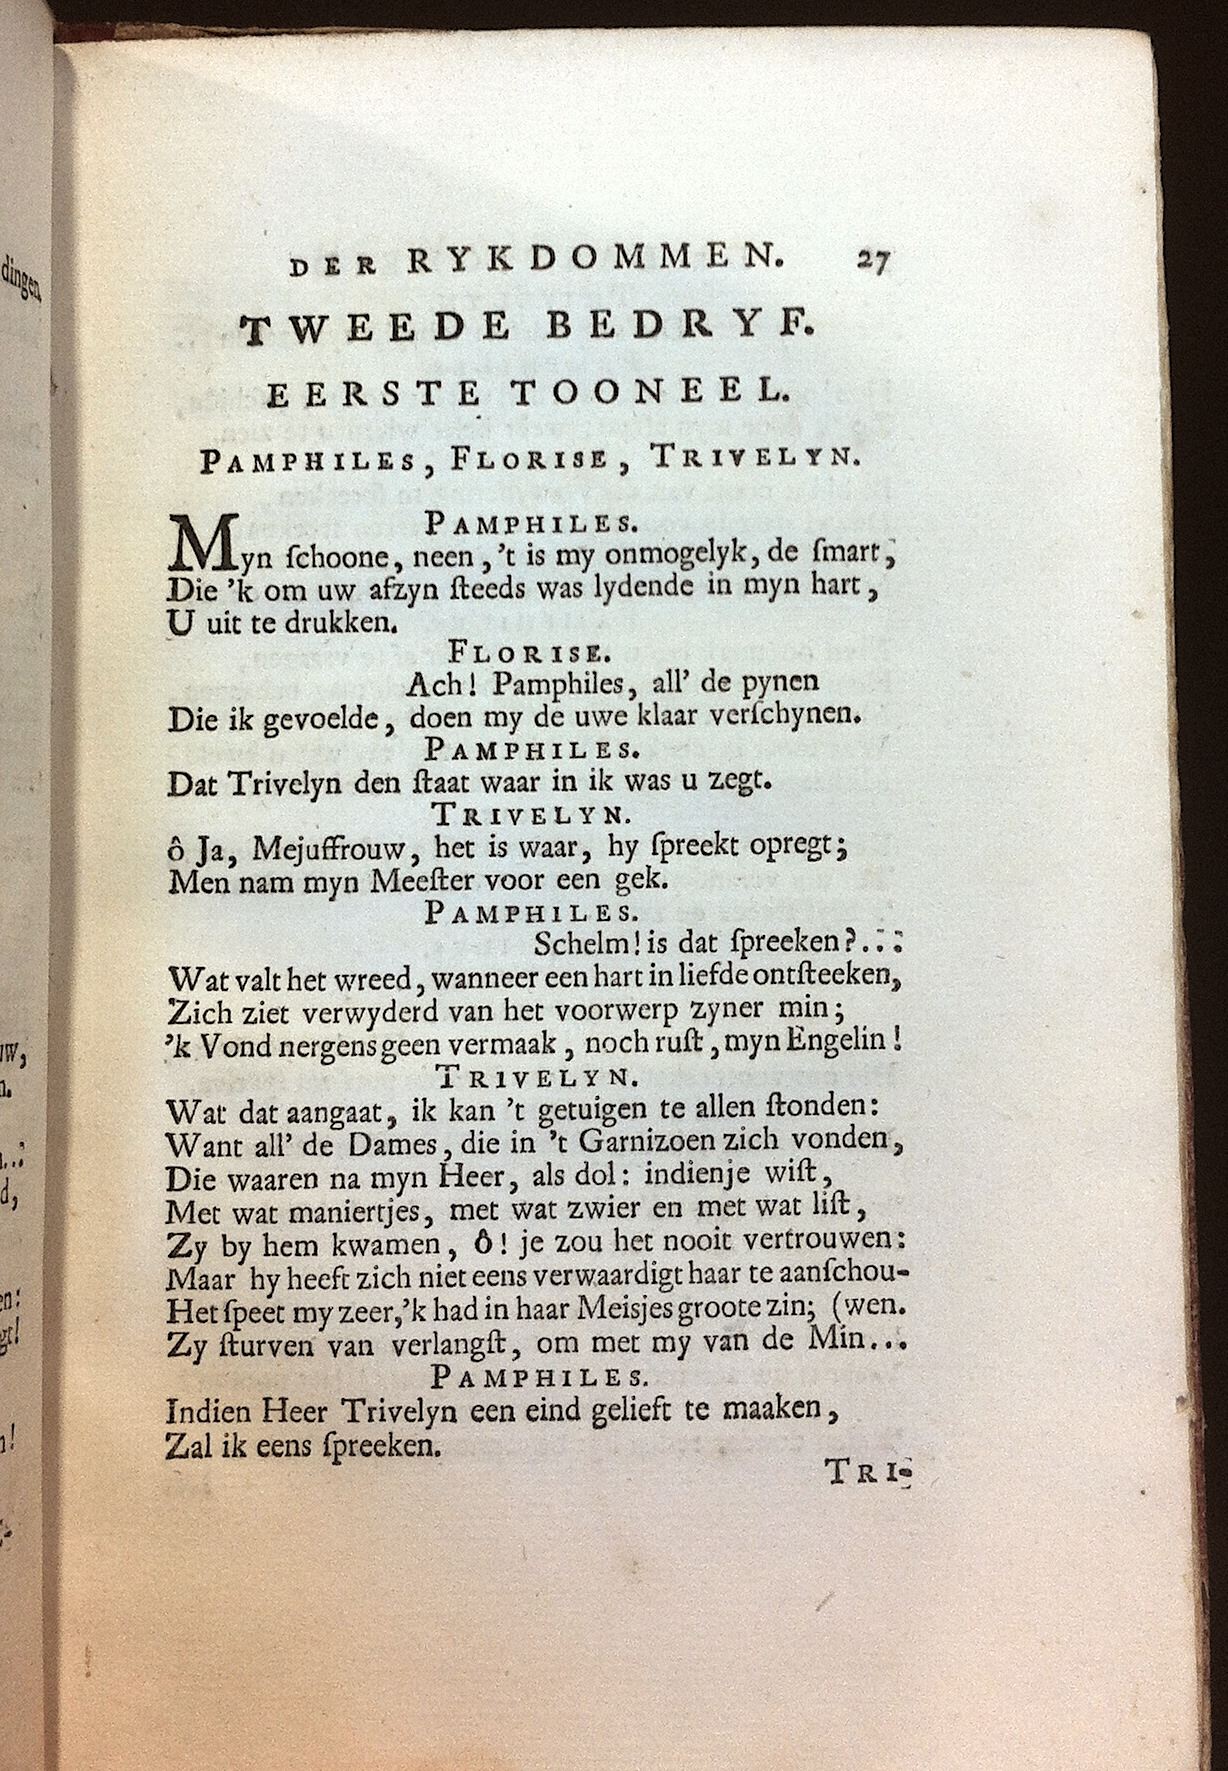 DER RYKDOMMEN. 27
TWEEDE BEDRYF.
EERSTE TOONEEL.
PAMPHILES, FLORISE, TRIVELYN.
PAMPHILES.
Myn ſchoone, neen, 't is my onmogelyk, de ſmart,
Die 'k om uw afzyn ſteeds was lydende in myn hart,
U uit te drukken.
FLORISE.
Ach! Pamphiles, all' de pynen
Die ik gevoelde, doen my de uwe klaar verſchynen.
PAMPHILES.
Dat Trivelyn den ſtaat waar in ik was u zegt.
TRIVELYN.
ô Ja, Mejuffrouw, het is waar, hy ſpreekt opregt;
Men nam myn Meeſter voor een gek.
PAMPHILES.
Schelm! is dat ſpreeken?...
Wat valt het wreed, wanneer een hart in liefde ontſteeken,
Zich ziet verwyderd van het voorwerp zyner min;
'k Vond nergens geen vermaak, noch ruſt, myn Engelin!
TRIVELYN.
Wat dat aangaat, ik kan 't getuigen te allen ſtonden:
Want all' de Dames, die in 't Garnizoen zich vonden,
Die waaren na myn Heer, als dol: indienje wiſt,
Met wat maniertjes, met wat zwier en met wat liſt,
Zy by hem kwamen, ô! je zou het nooit vertrouwen:
Maar hy heeft zich niet eens verwaardigt haar te aanſchou-
Het ſpeet my zeer, 'k had in haar Meisjes groote zin; (wen.
Zy ſturven van verlangſt, om met my van de Min...
PAMPHILES.
Indien Heer Trivelyn een eind gelieft te maaken,
Zal ik eens ſpreeken.
TRI-